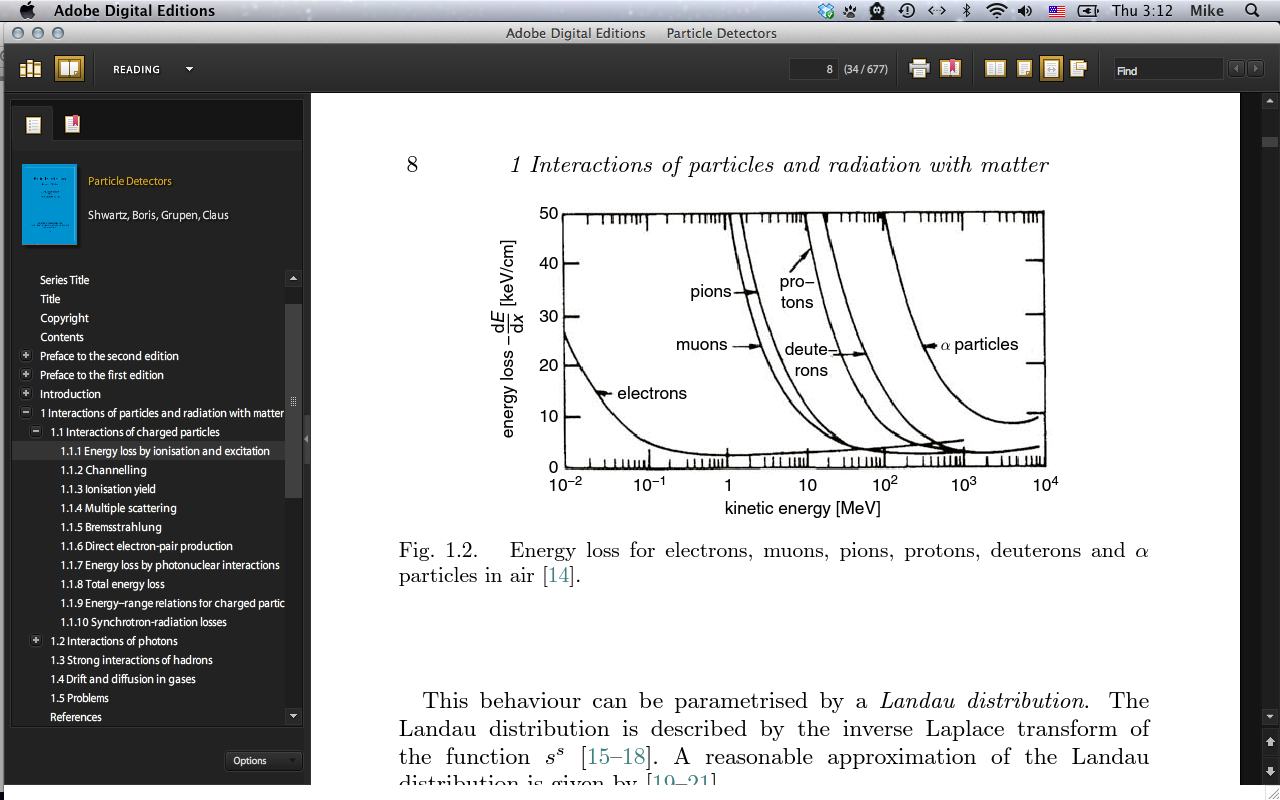 Adobe Digital Editions
Thu 3:12 Mike
Adobe Digital Editions Particle Detectors
READING
8 (34 / 677)
Find
Particle Detectors
Shwartz, Boris, Grupen, Claus
Series Title
Title
Copyright
Contents
Preface to the second edition
Preface to the first edition
Introduction
1 Interactions of particles and radiation with matter
1.1 Interactions of charged particles
1.1.1 Energy loss by ionisation and excitation
1.1.2 Channelling
1.1.3 Ionisation yield
1.1.4 Multiple scattering
1.1.5 Bremsstrahlung
1.1.6 Direct electron-pair production
1.1.7 Energy loss by photonuclear interactions
1.1.8 Total energy loss
1.1.9 Energy–range relations for charged partic
1.1.10 Synchrotron-radiation losses
1.2 Interactions of photons
1.3 Strong interactions of hadrons
1.4 Drift and diffusion in gases
1.5 Problems
References
Options
8 1 Interactions of particles and radiation with matter
energy loss – dE/dx [keV/cm]
50
40
30
20
10
0
pions
muons
electrons
pro–
tons
deute–
rons
α particles
10⁻² 10⁻¹ 1 10 10² 10³ 10⁴
kinetic energy [MeV]
Fig. 1.2. Energy loss for electrons, muons, pions, protons, deuterons and α
particles in air [14].
This behaviour can be parametrised by a Landau distribution. The
Landau distribution is described by the inverse Laplace transform of
the function sˢ [15–18]. A reasonable approximation of the Landau
distribution is given by [19–21]